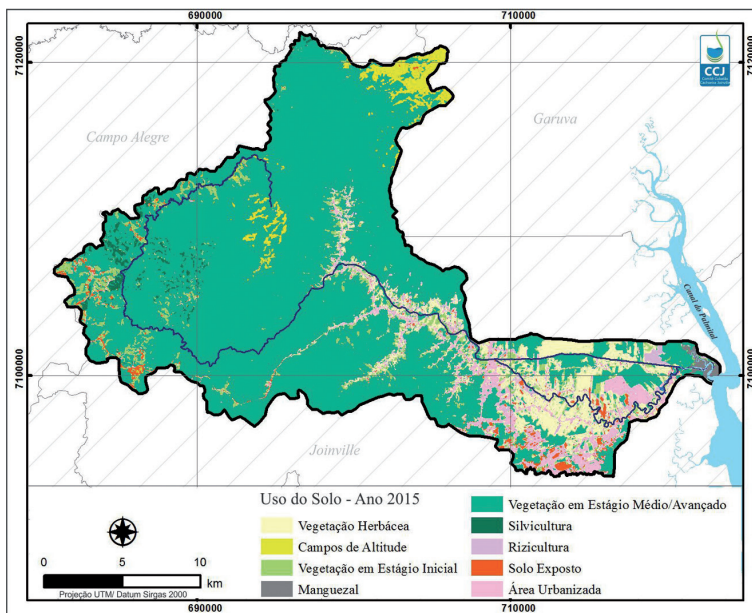 690000
710000
7120000
7120000
CCJ
Campo Alegre
Garuva
Canal do Palmital
7100000
7100000
Joinville
Uso do Solo - Ano 2015
Vegetação Herbácea
Campos de Altitude
Vegetação em Estágio Inicial
Manguezal
Vegetação em Estágio Médio/Avançado
Silvicultura
Rizicultura
Solo Exposto
Área Urbanizada
0 5 10
km
Projeção UTM/ Datum Sirgas 2000
690000
710000